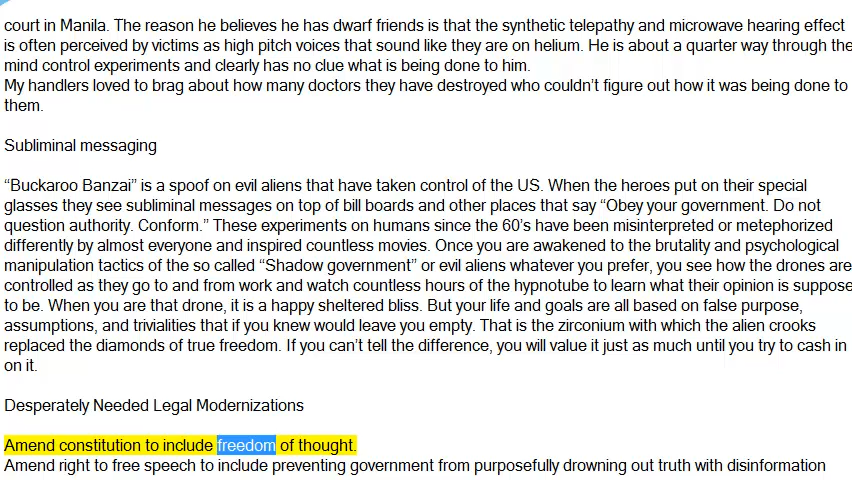 court in Manila. The reason he believes he has dwarf friends is that the synthetic telepathy and microwave hearing effect
is often perceived by victims as high pitch voices that sound like they are on helium. He is about a quarter way through the
mind control experiments and clearly has no clue what is being done to him.
My handlers loved to brag about how many doctors they have destroyed who couldn’t figure out how it was being done to
them.
Subliminal messaging
“Buckaroo Banzai” is a spoof on evil aliens that have taken control of the US. When the heroes put on their special
glasses they see subliminal messages on top of bill boards and other places that say “Obey your government. Do not
question authority. Conform.” These experiments on humans since the 60’s have been misinterpreted or metephorized
differently by almost everyone and inspired countless movies. Once you are awakened to the brutality and psychological
manipulation tactics of the so called “Shadow government” or evil aliens whatever you prefer, you see how the drones are
controlled as they go to and from work and watch countless hours of the hypnotube to learn what their opinion is suppose
to be. When you are that drone, it is a happy sheltered bliss. But your life and goals are all based on false purpose,
assumptions, and trivialities that if you knew would leave you empty. That is the zirconium with which the alien crooks
replaced the diamonds of true freedom. If you can’t tell the difference, you will value it just as much until you try to cash in
on it.
Desperately Needed Legal Modernizations
Amend constitution to include freedom of thought.
Amend right to free speech to include preventing government from purposefully drowning out truth with disinformation